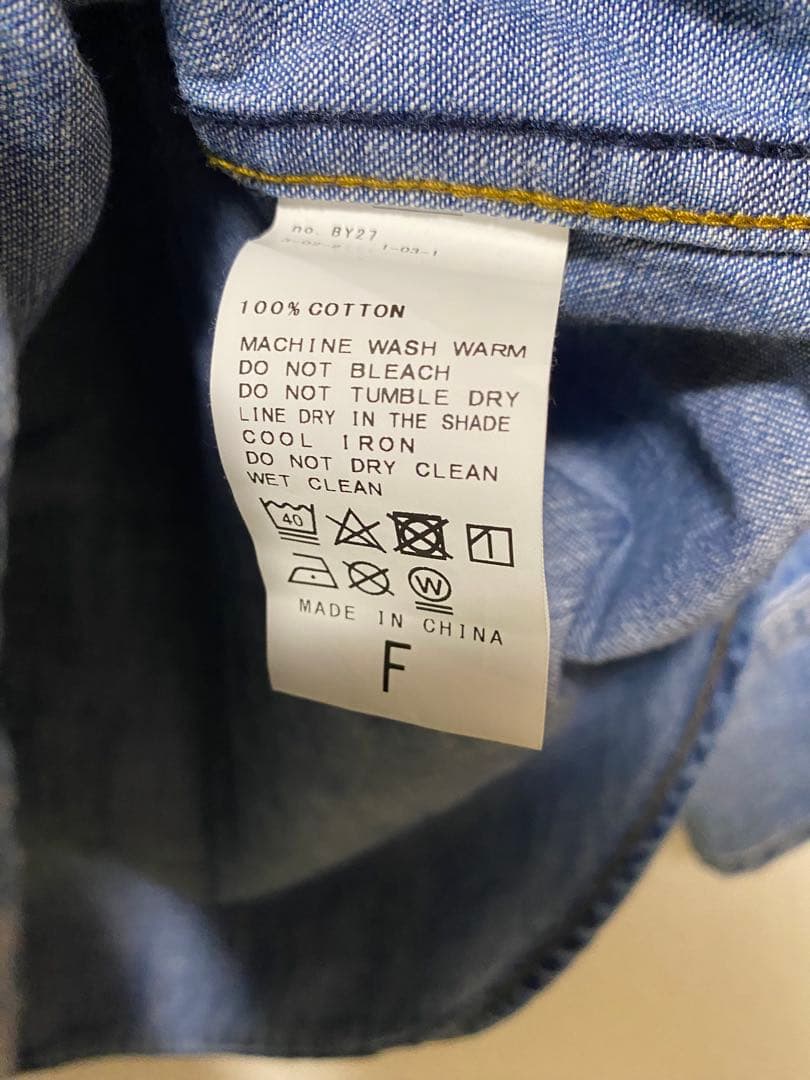 no. BY27
100% COTTON
MACHINE WASH WARM
DO NOT BLEACH
DO NOT TUMBLE DRY
LINE DRY IN THE SHADE
COOL IRON
DO NOT DRY CLEAN
WET CLEAN
40
W
MADE IN CHINA
F